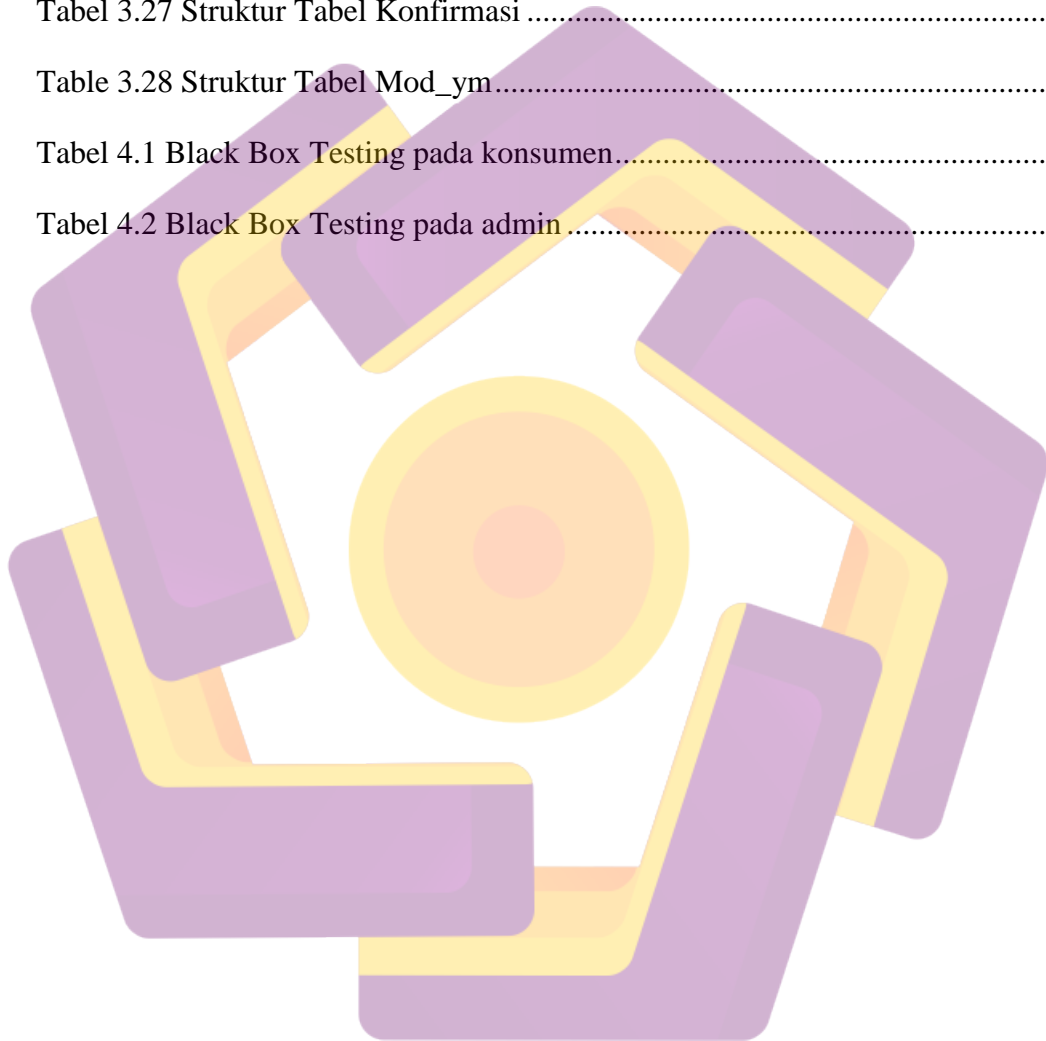 Tabel 3.27 Struktur Tabel Konfirmasi ........................................................................
Table 3.28 Struktur Tabel Mod_ym..............................................................................
Tabel 4.1 Black Box Testing pada konsumen.............................................................
Tabel 4.2 Black Box Testing pada admin ...................................................................